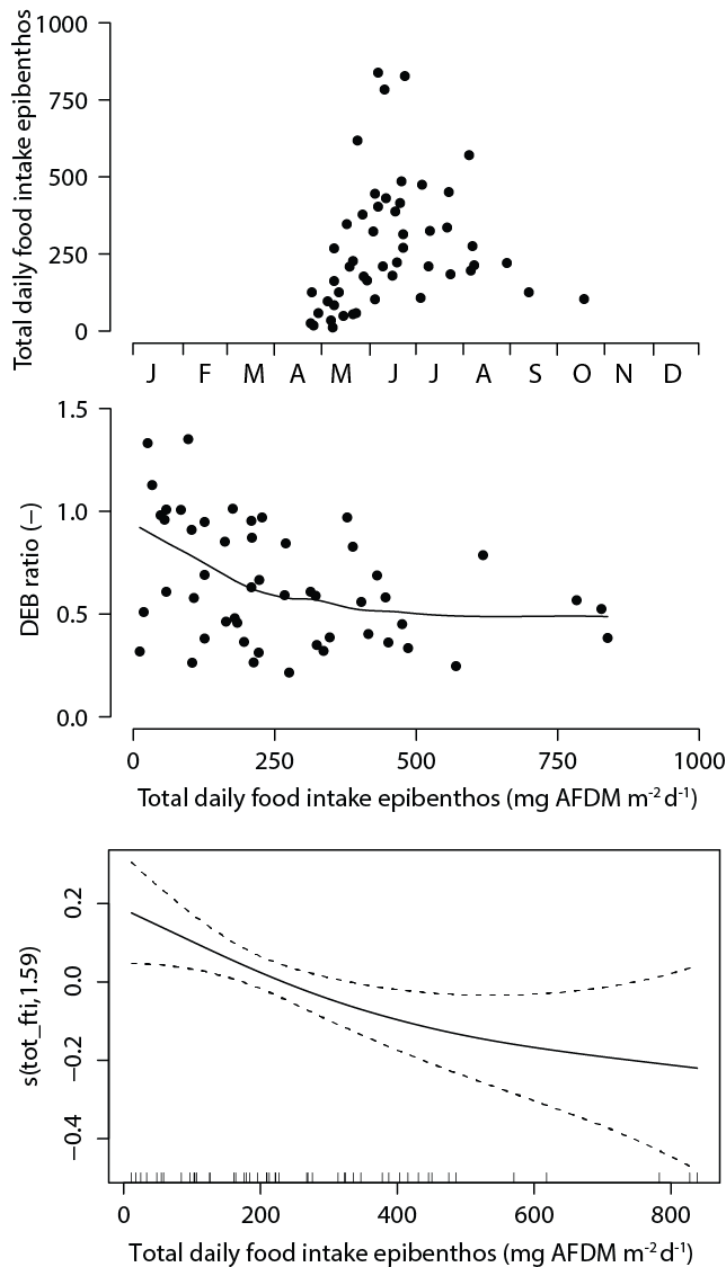 Total daily food intake epibenthos
1000
750
500
250
0
J F M A M J J A S O N D
DEB ratio (–)
1.5
1.0
0.5
0.0
0 250 500 750 1000
Total daily food intake epibenthos (mg AFDM m⁻² d⁻¹)
s(tot_fti,1.59)
0.2
0.0
−0.2
−0.4
0 200 400 600 800
Total daily food intake epibenthos (mg AFDM m⁻² d⁻¹)